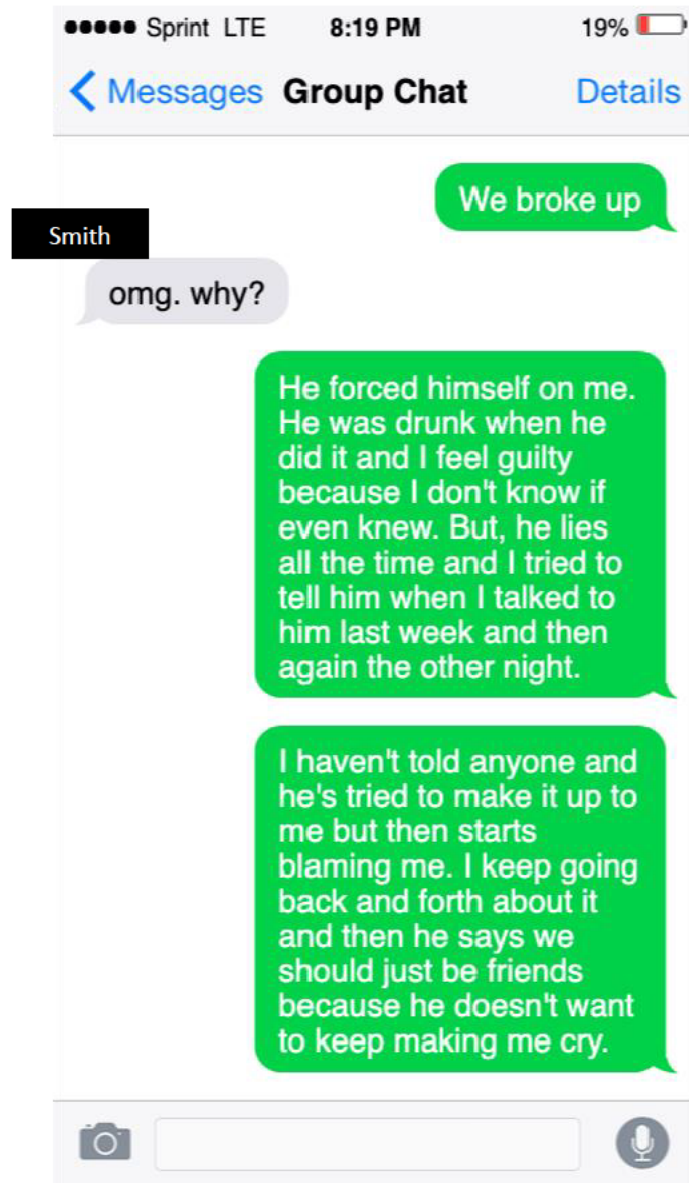 Sprint LTE 8:19 PM 19%
Messages Group Chat Details
We broke up
Smith
omg. why?
He forced himself on me.
He was drunk when he
did it and I feel guilty
because I don't know if
even knew. But, he lies
all the time and I tried to
tell him when I talked to
him last week and then
again the other night.
I haven't told anyone and
he's tried to make it up to
me but then starts
blaming me. I keep going
back and forth about it
and then he says we
should just be friends
because he doesn't want
to keep making me cry.